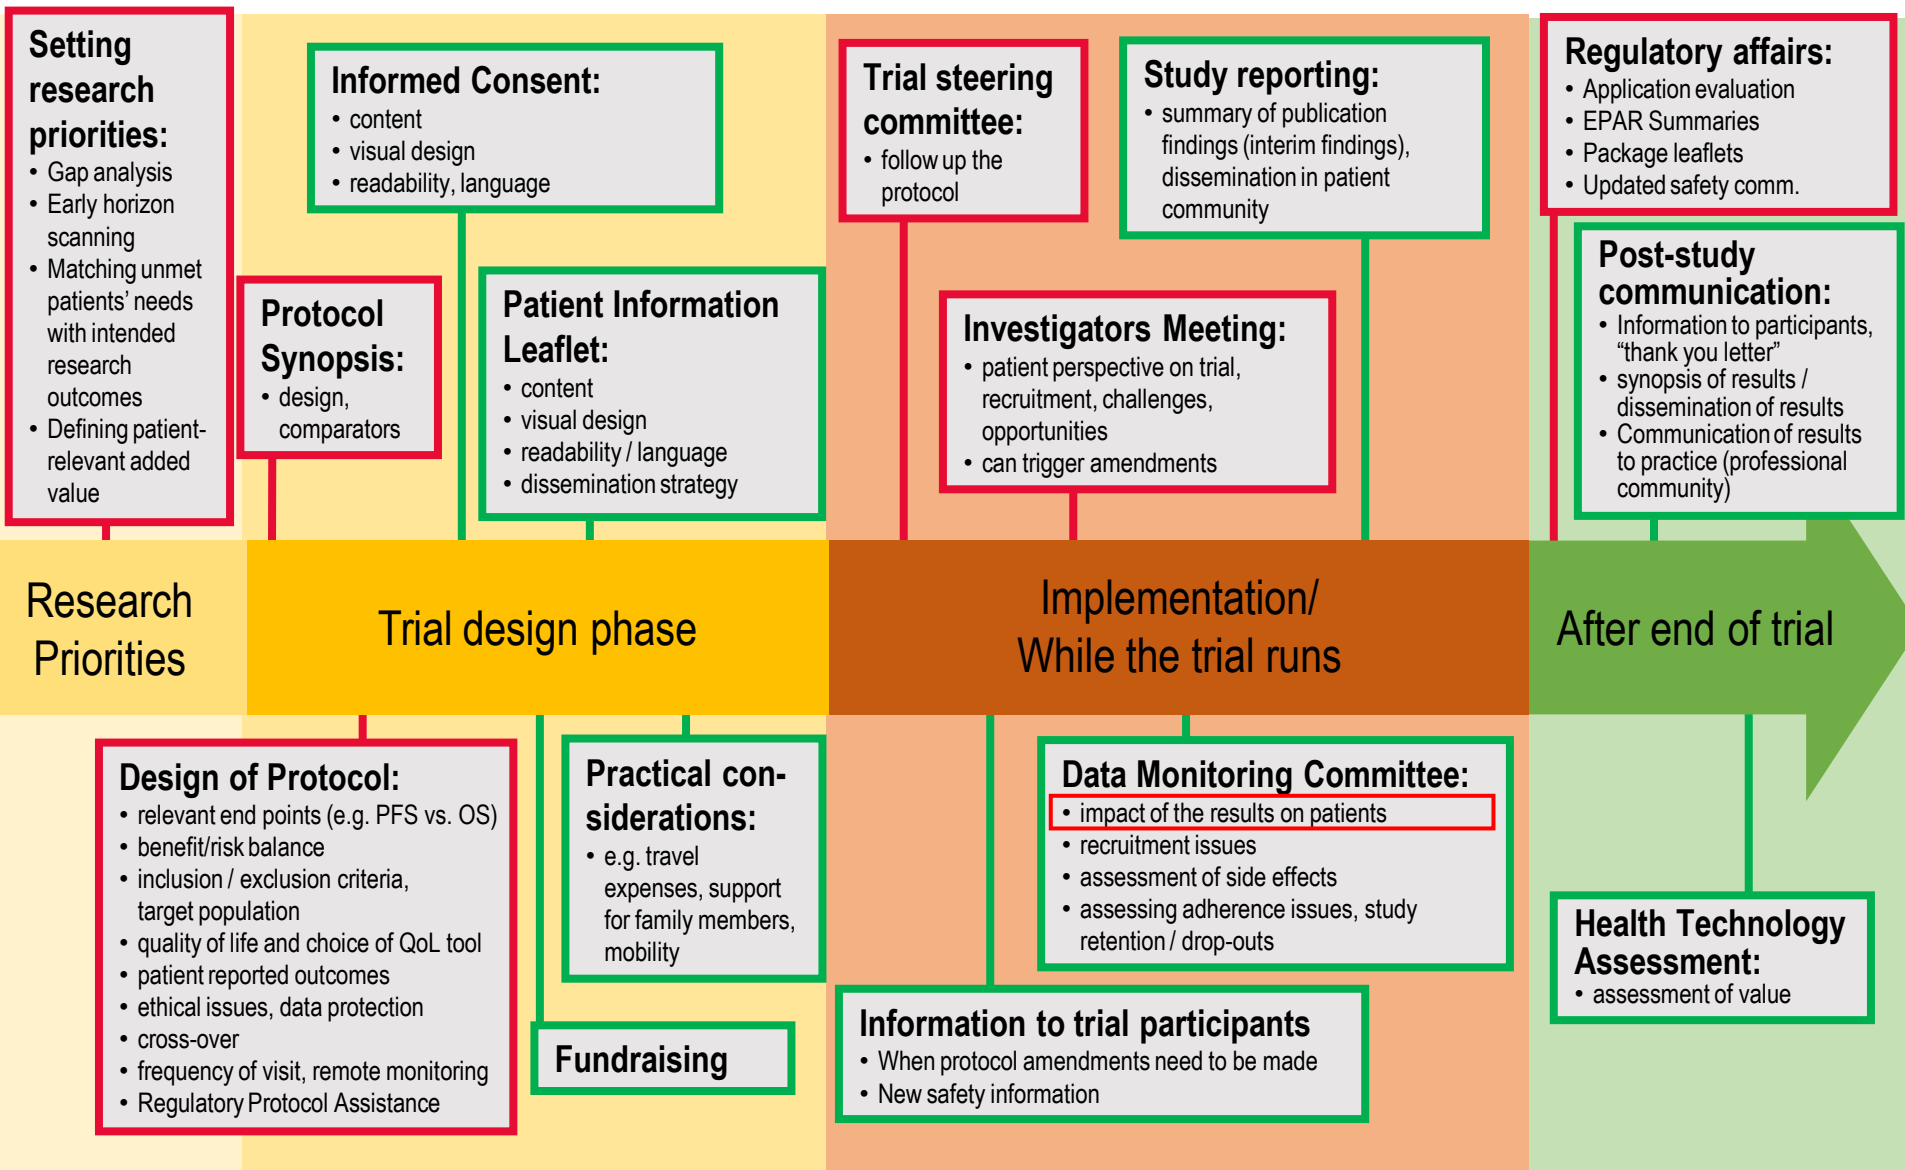 Setting
research
priorities:
• Gap analysis
• Early horizon
scanning
• Matching unmet
patients’ needs
with intended
research
outcomes
• Defining patient-
relevant added
value
Informed Consent:
• content
• visual design
• readability, language
Protocol
Synopsis:
• design,
comparators
Patient Information
Leaflet:
• content
• visual design
• readability / language
• dissemination strategy
Trial steering
committee:
• follow up the
protocol
Study reporting:
• summary of publication
findings (interim findings),
dissemination in patient
community
Investigators Meeting:
• patient perspective on trial,
recruitment, challenges,
opportunities
• can trigger amendments
Regulatory affairs:
• Application evaluation
• EPAR Summaries
• Package leaflets
• Updated safety comm.
Post-study
communication:
• Information to participants,
“thank you letter”
• synopsis of results /
dissemination of results
• Communication of results
to practice (professional
community)
Research
Priorities
Trial design phase
Implementation/
While the trial runs
After end of trial
Design of Protocol:
• relevant end points (e.g. PFS vs. OS)
• benefit/risk balance
• inclusion / exclusion criteria,
target population
• quality of life and choice of QoL tool
• patient reported outcomes
• ethical issues, data protection
• cross-over
• frequency of visit, remote monitoring
• Regulatory Protocol Assistance
Practical con-
siderations:
• e.g. travel
expenses, support
for family members,
mobility
Fundraising
Data Monitoring Committee:
• impact of the results on patients
• recruitment issues
• assessment of side effects
• assessing adherence issues, study
retention / drop-outs
Information to trial participants
• When protocol amendments need to be made
• New safety information
Health Technology
Assessment:
• assessment of value